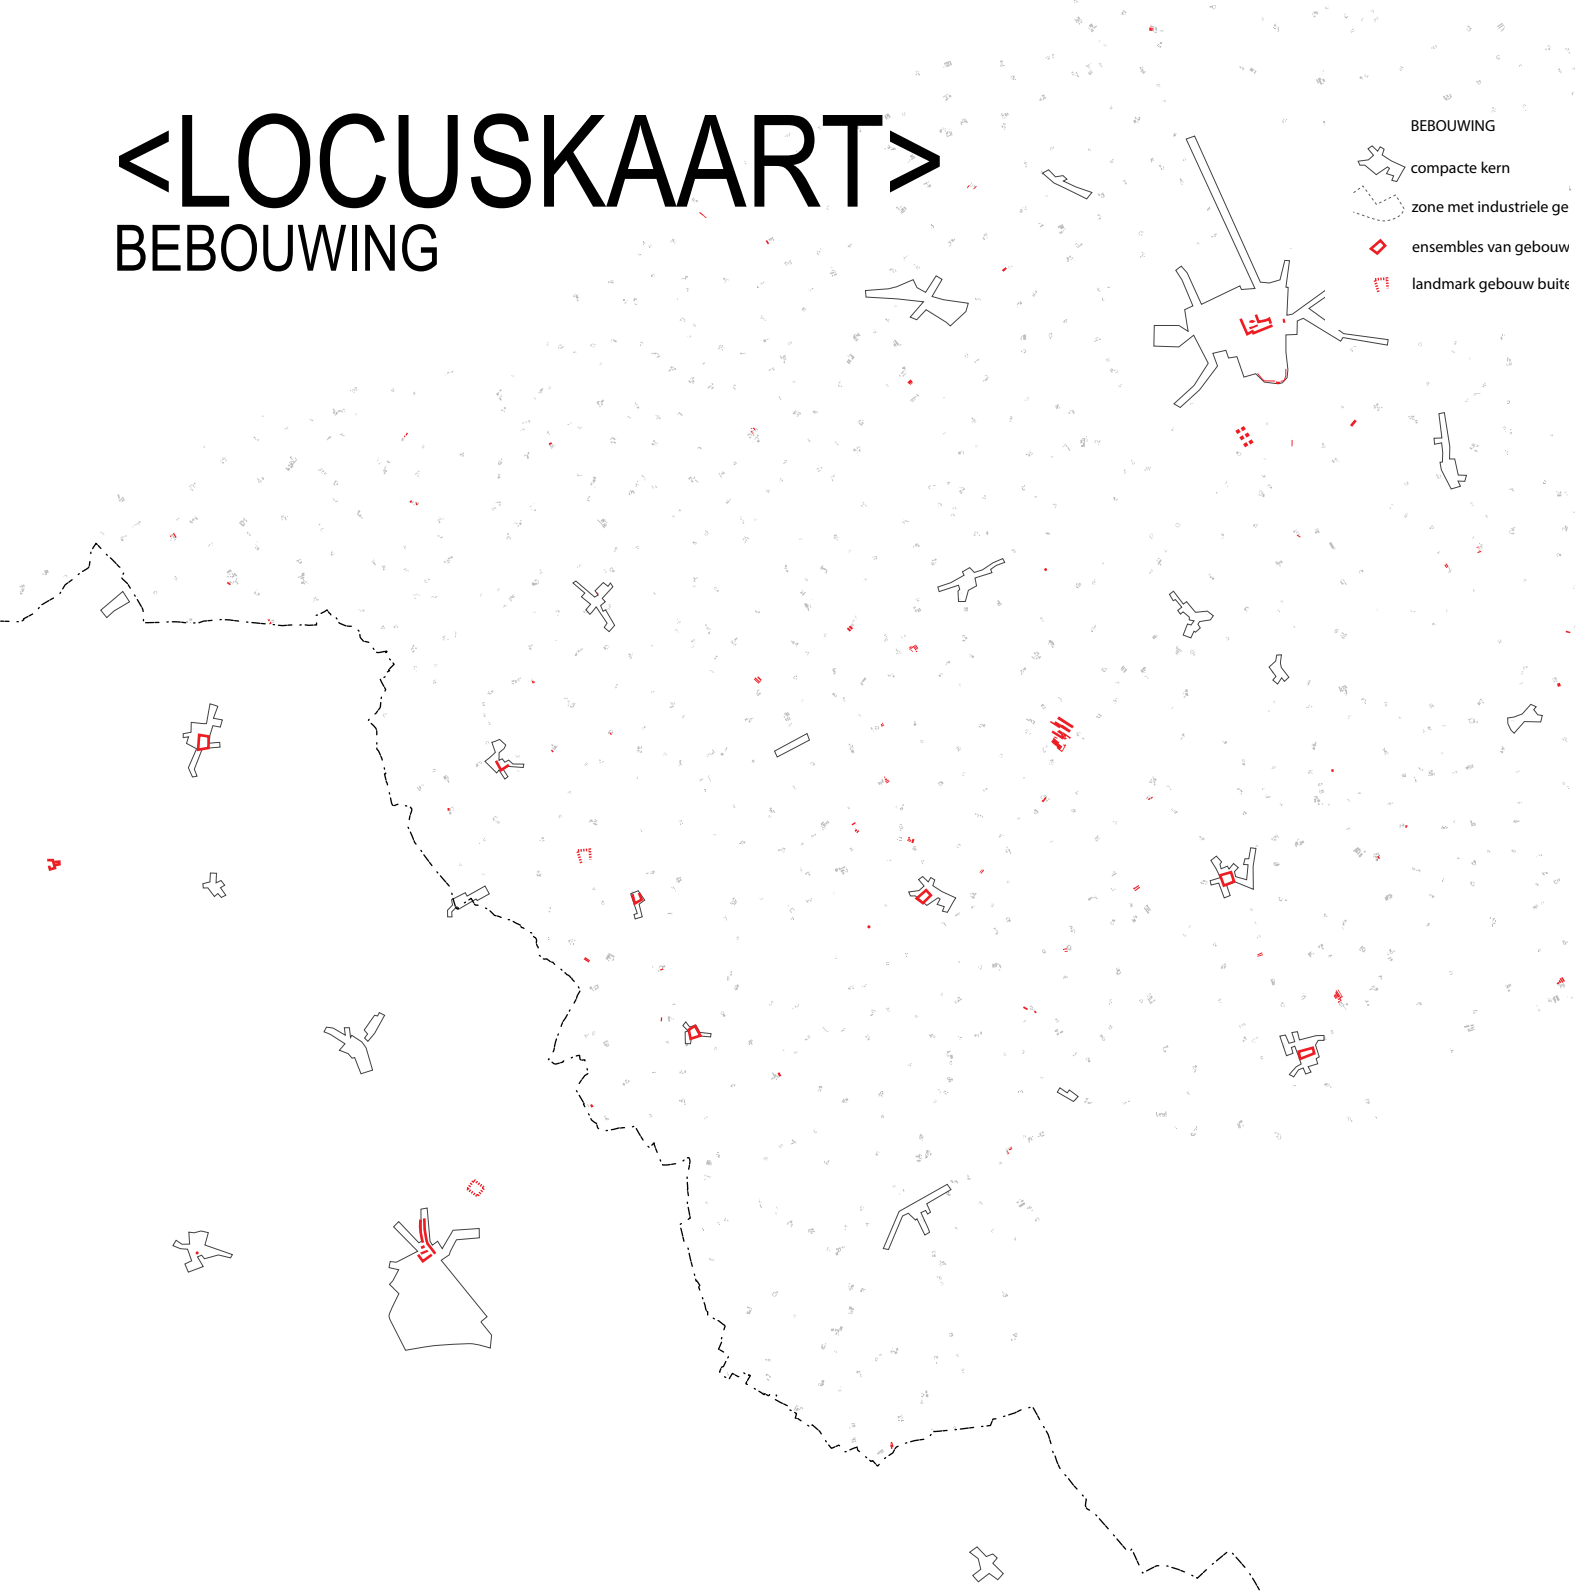 <LOCUSKAART>
BEBOUWING
BEBOUWING
compacte kern
zone met industriele ge
ensembles van gebouw
landmark gebouw buite